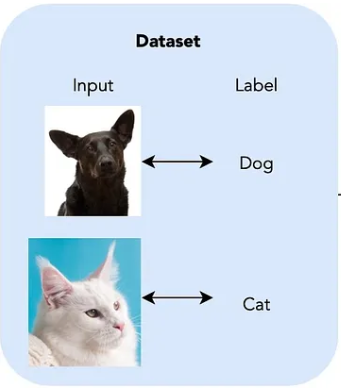 Dataset
Input Label
Dog
Cat